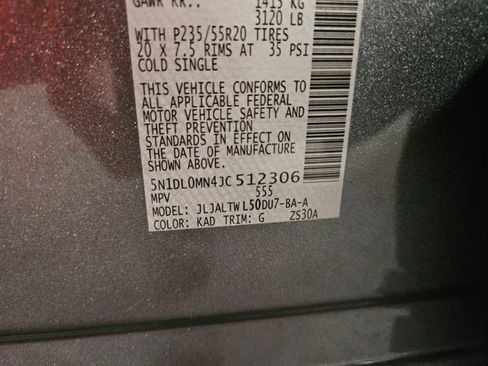 GAWR RR.: 1415 KG
3120 LB
WITH P235/55R20 TIRES
20 x 7.5 RIMS AT 35 PSI
COLD SINGLE
THIS VEHICLE CONFORMS TO
ALL APPLICABLE FEDERAL
MOTOR VEHICLE SAFETY AND
THEFT PREVENTION
STANDARDS IN EFFECT ON
THE DATE OF MANUFACTURE
SHOWN ABOVE.
5N1DL0MN4JC512306
MPV 555
MODEL: JLJALTWL50DU7-BA-A
COLOR: KAD TRIM: G ZS30A